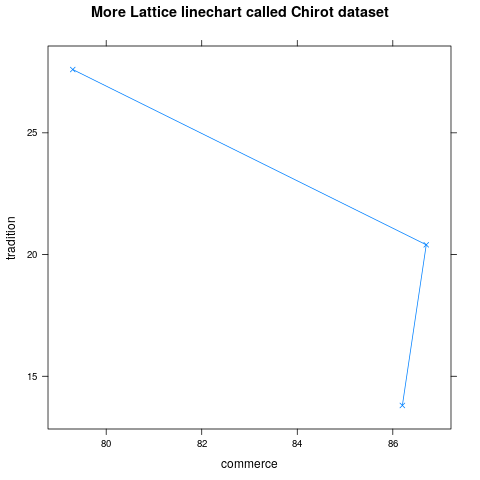 More Lattice linechart called Chirot dataset
25
20
15
tradition
80 82 84 86
commerce